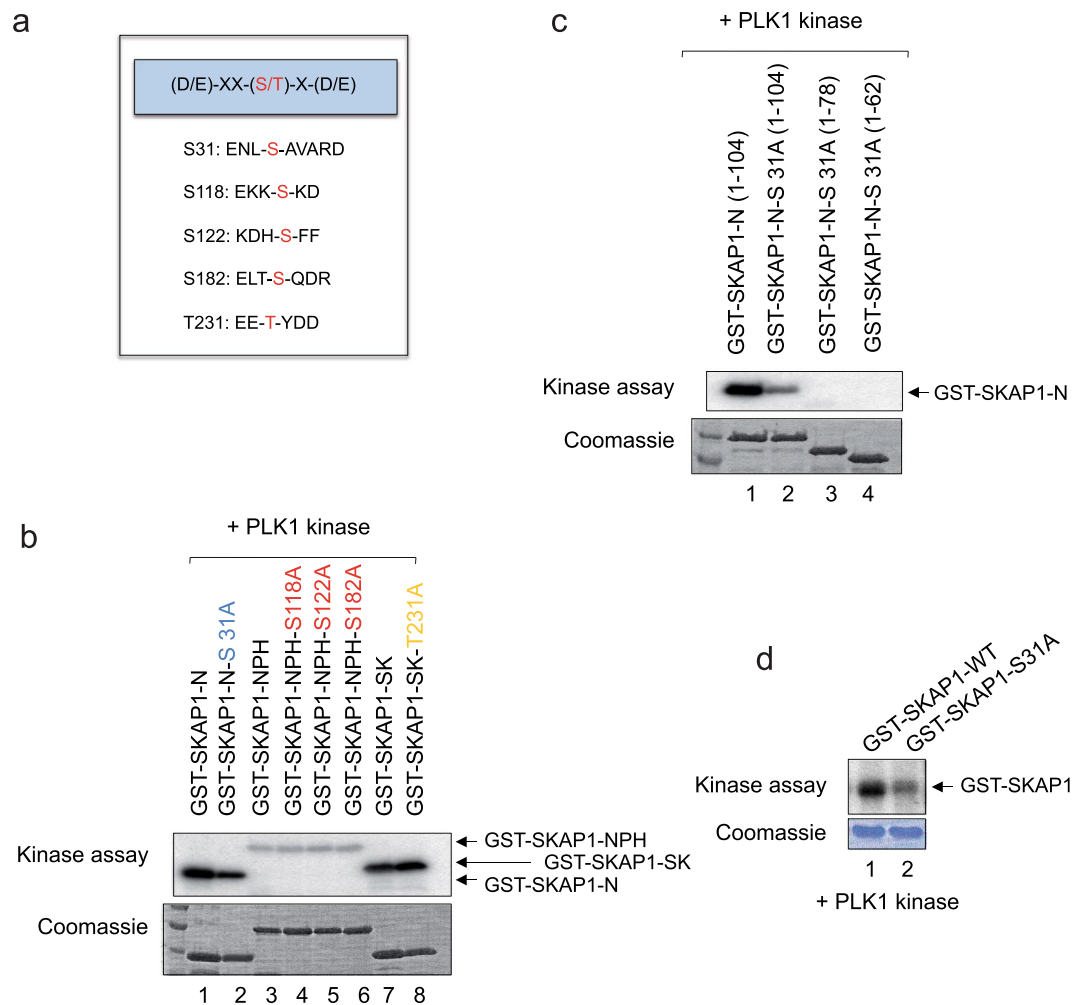 a
(D/E)-XX-(S/T)-X-(D/E)
S31: ENL-S-AVARD
S118: EKK-S-KD
S122: KDH-S-FF
S182: ELT-S-QDR
T231: EE-T-YDD
b
+ PLK1 kinase
GST-SKAP1-N
GST-SKAP1-N-S 31A
GST-SKAP1-NPH
GST-SKAP1-NPH-S118A
GST-SKAP1-NPH-S122A
GST-SKAP1-NPH-S182A
GST-SKAP1-SK
GST-SKAP1-SK-T231A
Kinase assay
GST-SKAP1-NPH
GST-SKAP1-SK
GST-SKAP1-N
Coomassie
1 2 3 4 5 6 7 8
c
+ PLK1 kinase
GST-SKAP1-N (1-104)
GST-SKAP1-N-S 31A (1-104)
GST-SKAP1-N-S 31A (1-78)
GST-SKAP1-N-S 31A (1-62)
Kinase assay
GST-SKAP1-N
Coomassie
1 2 3 4
d
GST-SKAP1-WT
GST-SKAP1-S31A
Kinase assay
GST-SKAP1
Coomassie
1 2
+ PLK1 kinase